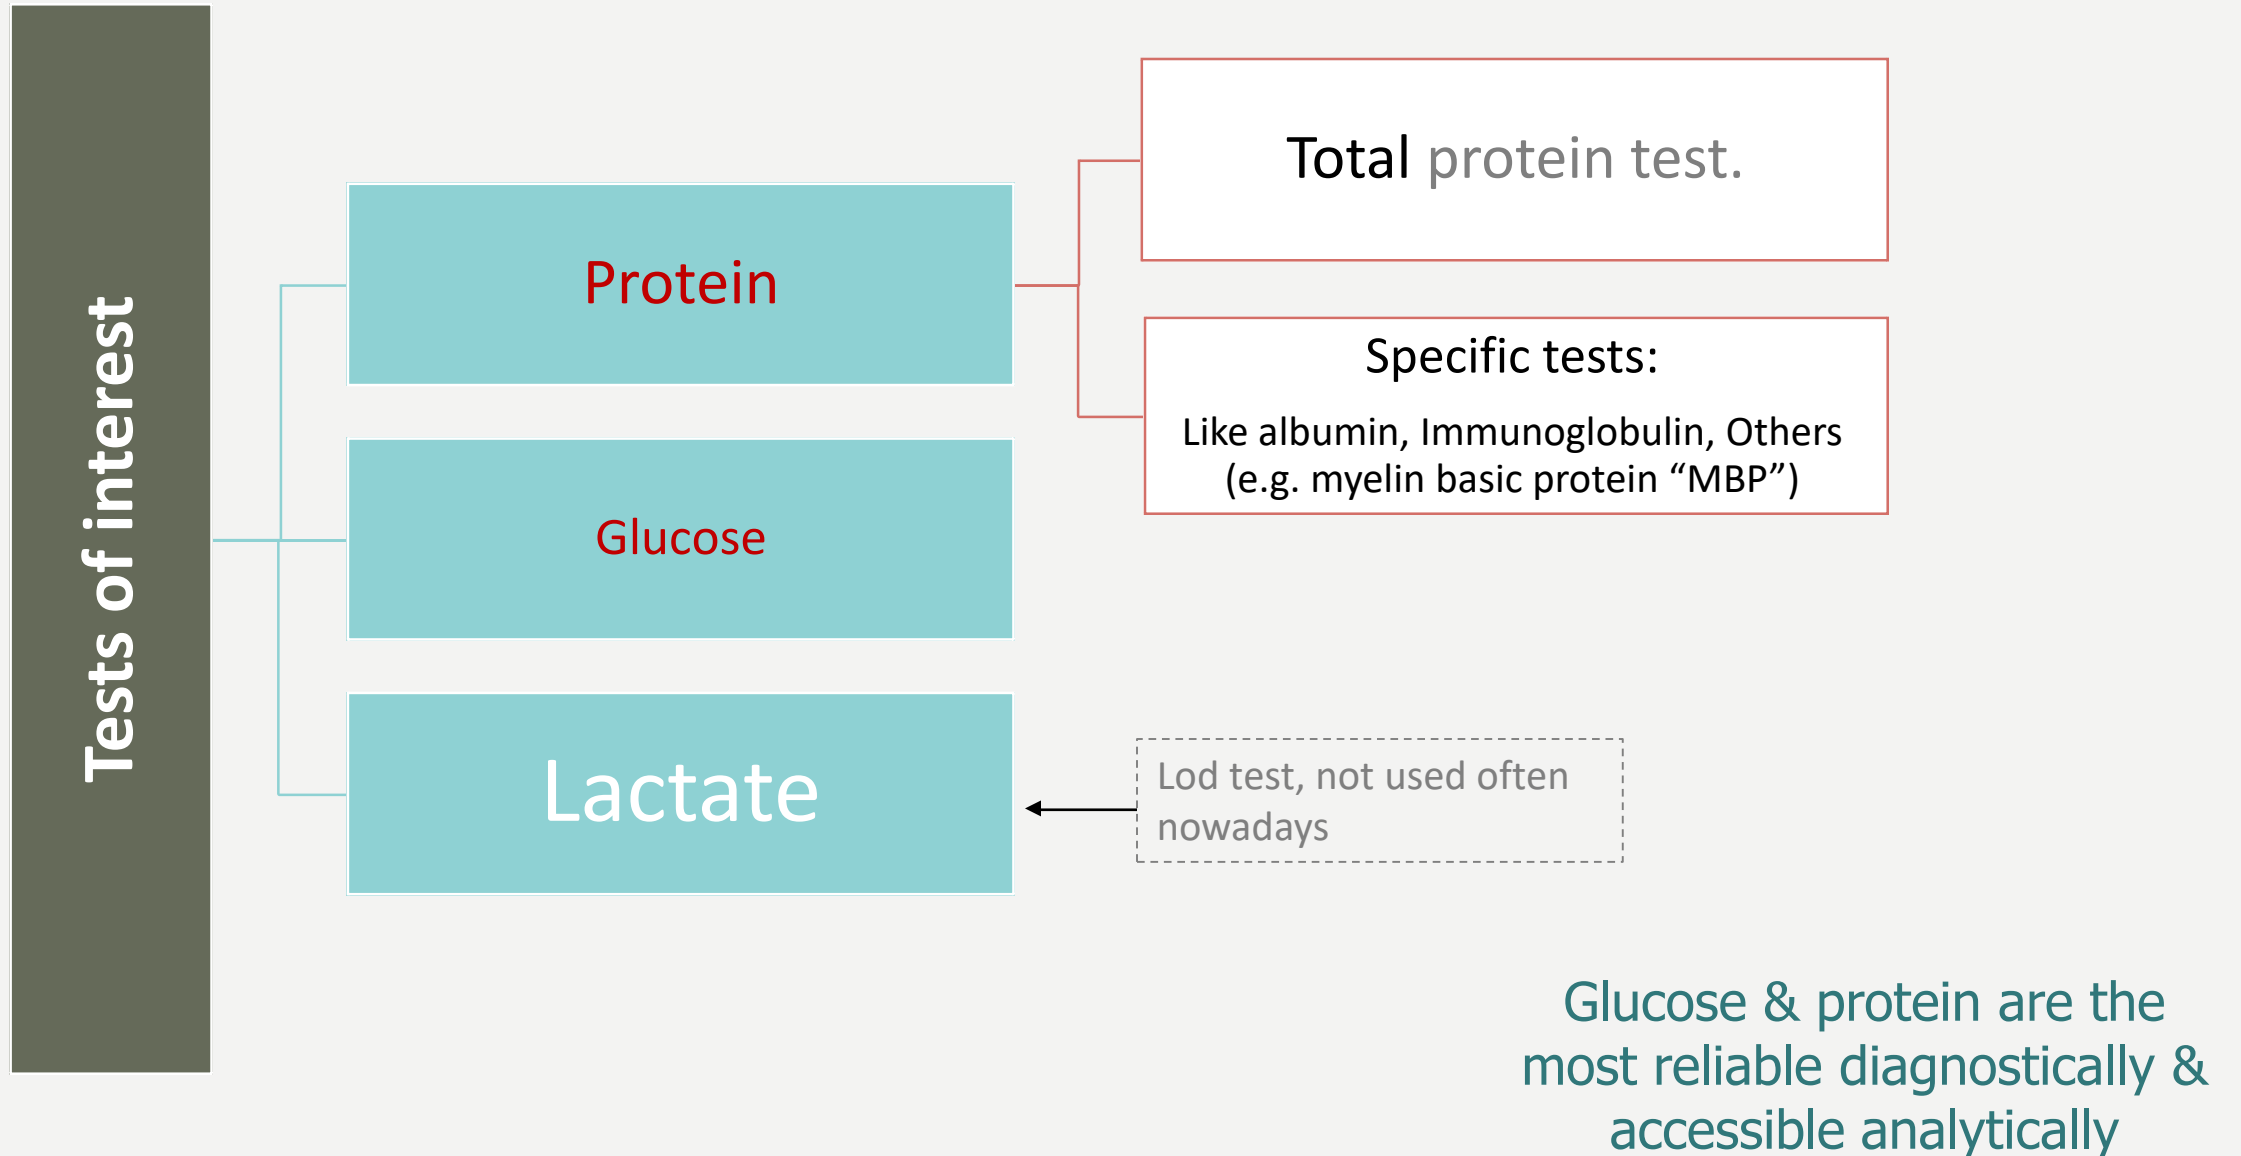 Tests of interest
Protein
Glucose
Lactate
Total protein test.
Specific tests:
Like albumin, Immunoglobulin, Others
(e.g. myelin basic protein “MBP”)
Lod test, not used often
nowadays
Glucose & protein are the
most reliable diagnostically &
accessible analytically